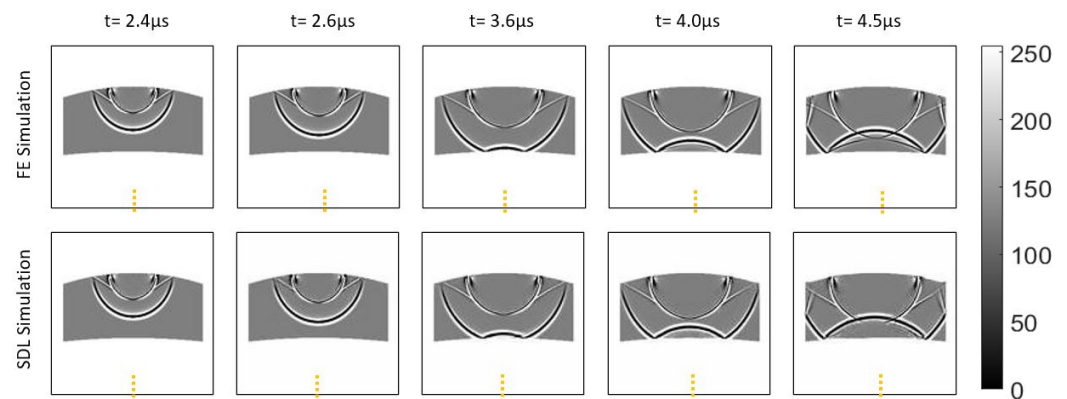 t= 2.4µs t= 2.6µs t= 3.6µs t= 4.0µs t= 4.5µs
FE Simulation
SDL Simulation
250
200
150
100
50
0